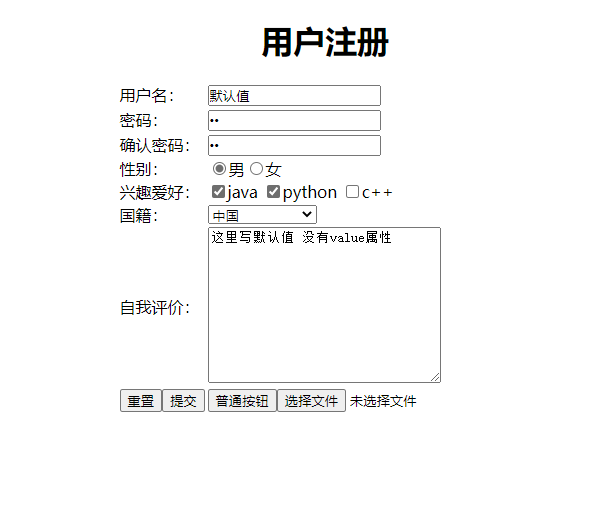 用户注册
用户名： 默认值
密码： ••
确认密码： ••
性别： 男 女
兴趣爱好： java python c++
国籍： 中国
这里写默认值 没有value属性
自我评价：
重置 提交 普通按钮 选择文件 未选择文件